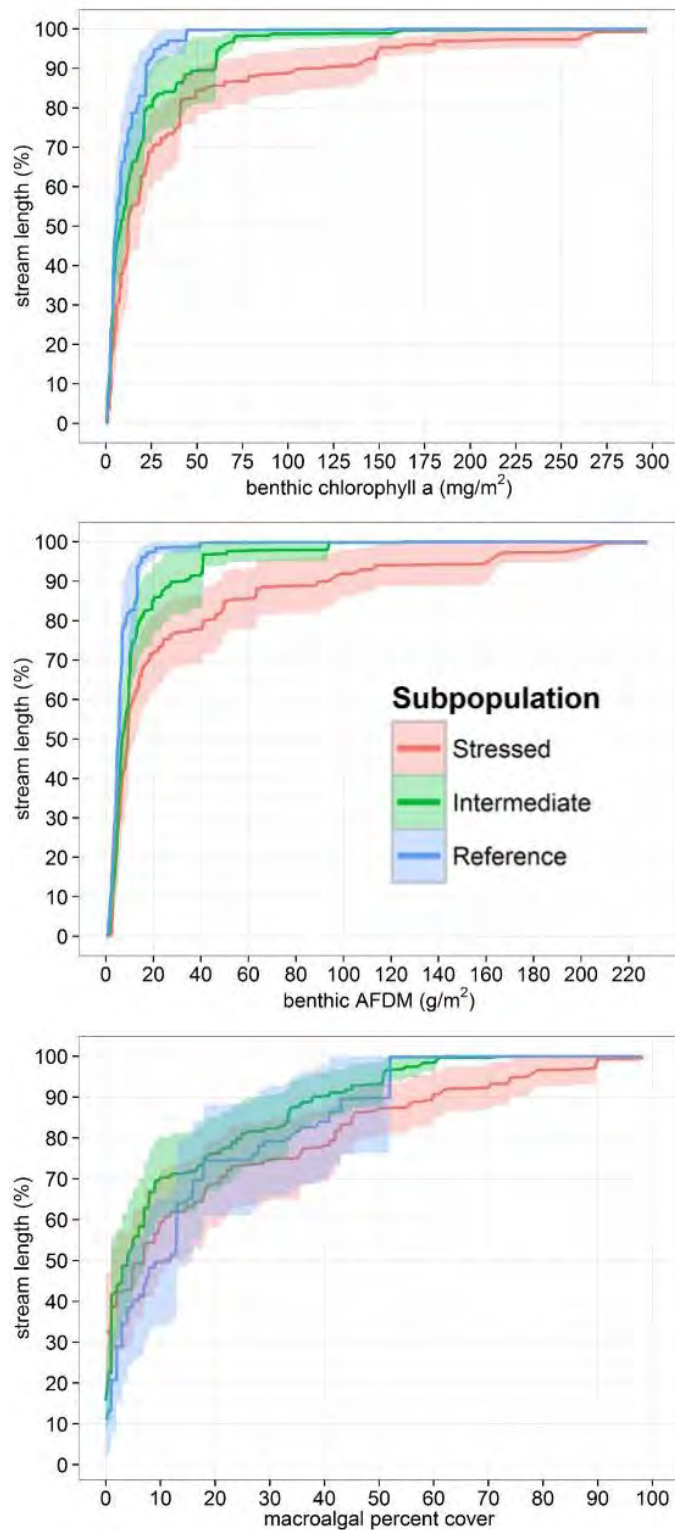 100
90
80
70
60
50
40
30
20
10
0
stream length (%)
0 25 50 75 100 125 150 175 200 225 250 275 300
benthic chlorophyll a (mg/m²)
100
90
80
70
60
50
40
30
20
10
0
stream length (%)
Subpopulation
Stressed
Intermediate
Reference
0 20 40 60 80 100 120 140 160 180 200 220
benthic AFDM (g/m²)
100
90
80
70
60
50
40
30
20
10
0
stream length (%)
0 10 20 30 40 50 60 70 80 90 100
macroalgal percent cover